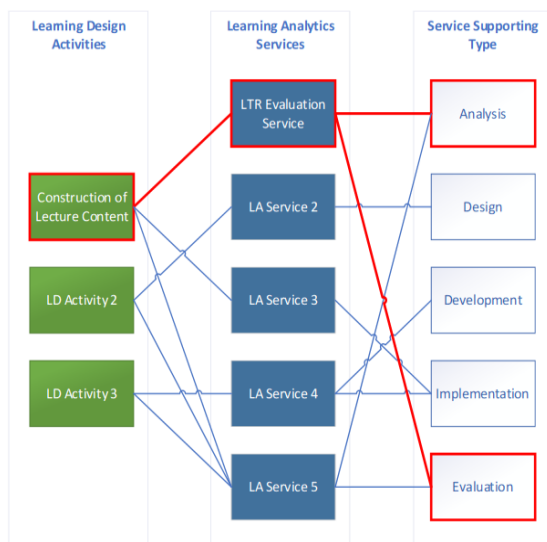 Learning Design
Activities
Learning Analytics
Services
Service Supporting
Type
LTR Evaluation
Service
Analysis
Construction of
Lecture Content
LA Service 2
Design
LD Activity 2
LA Service 3
Development
LD Activity 3
LA Service 4
Implementation
LA Service 5
Evaluation